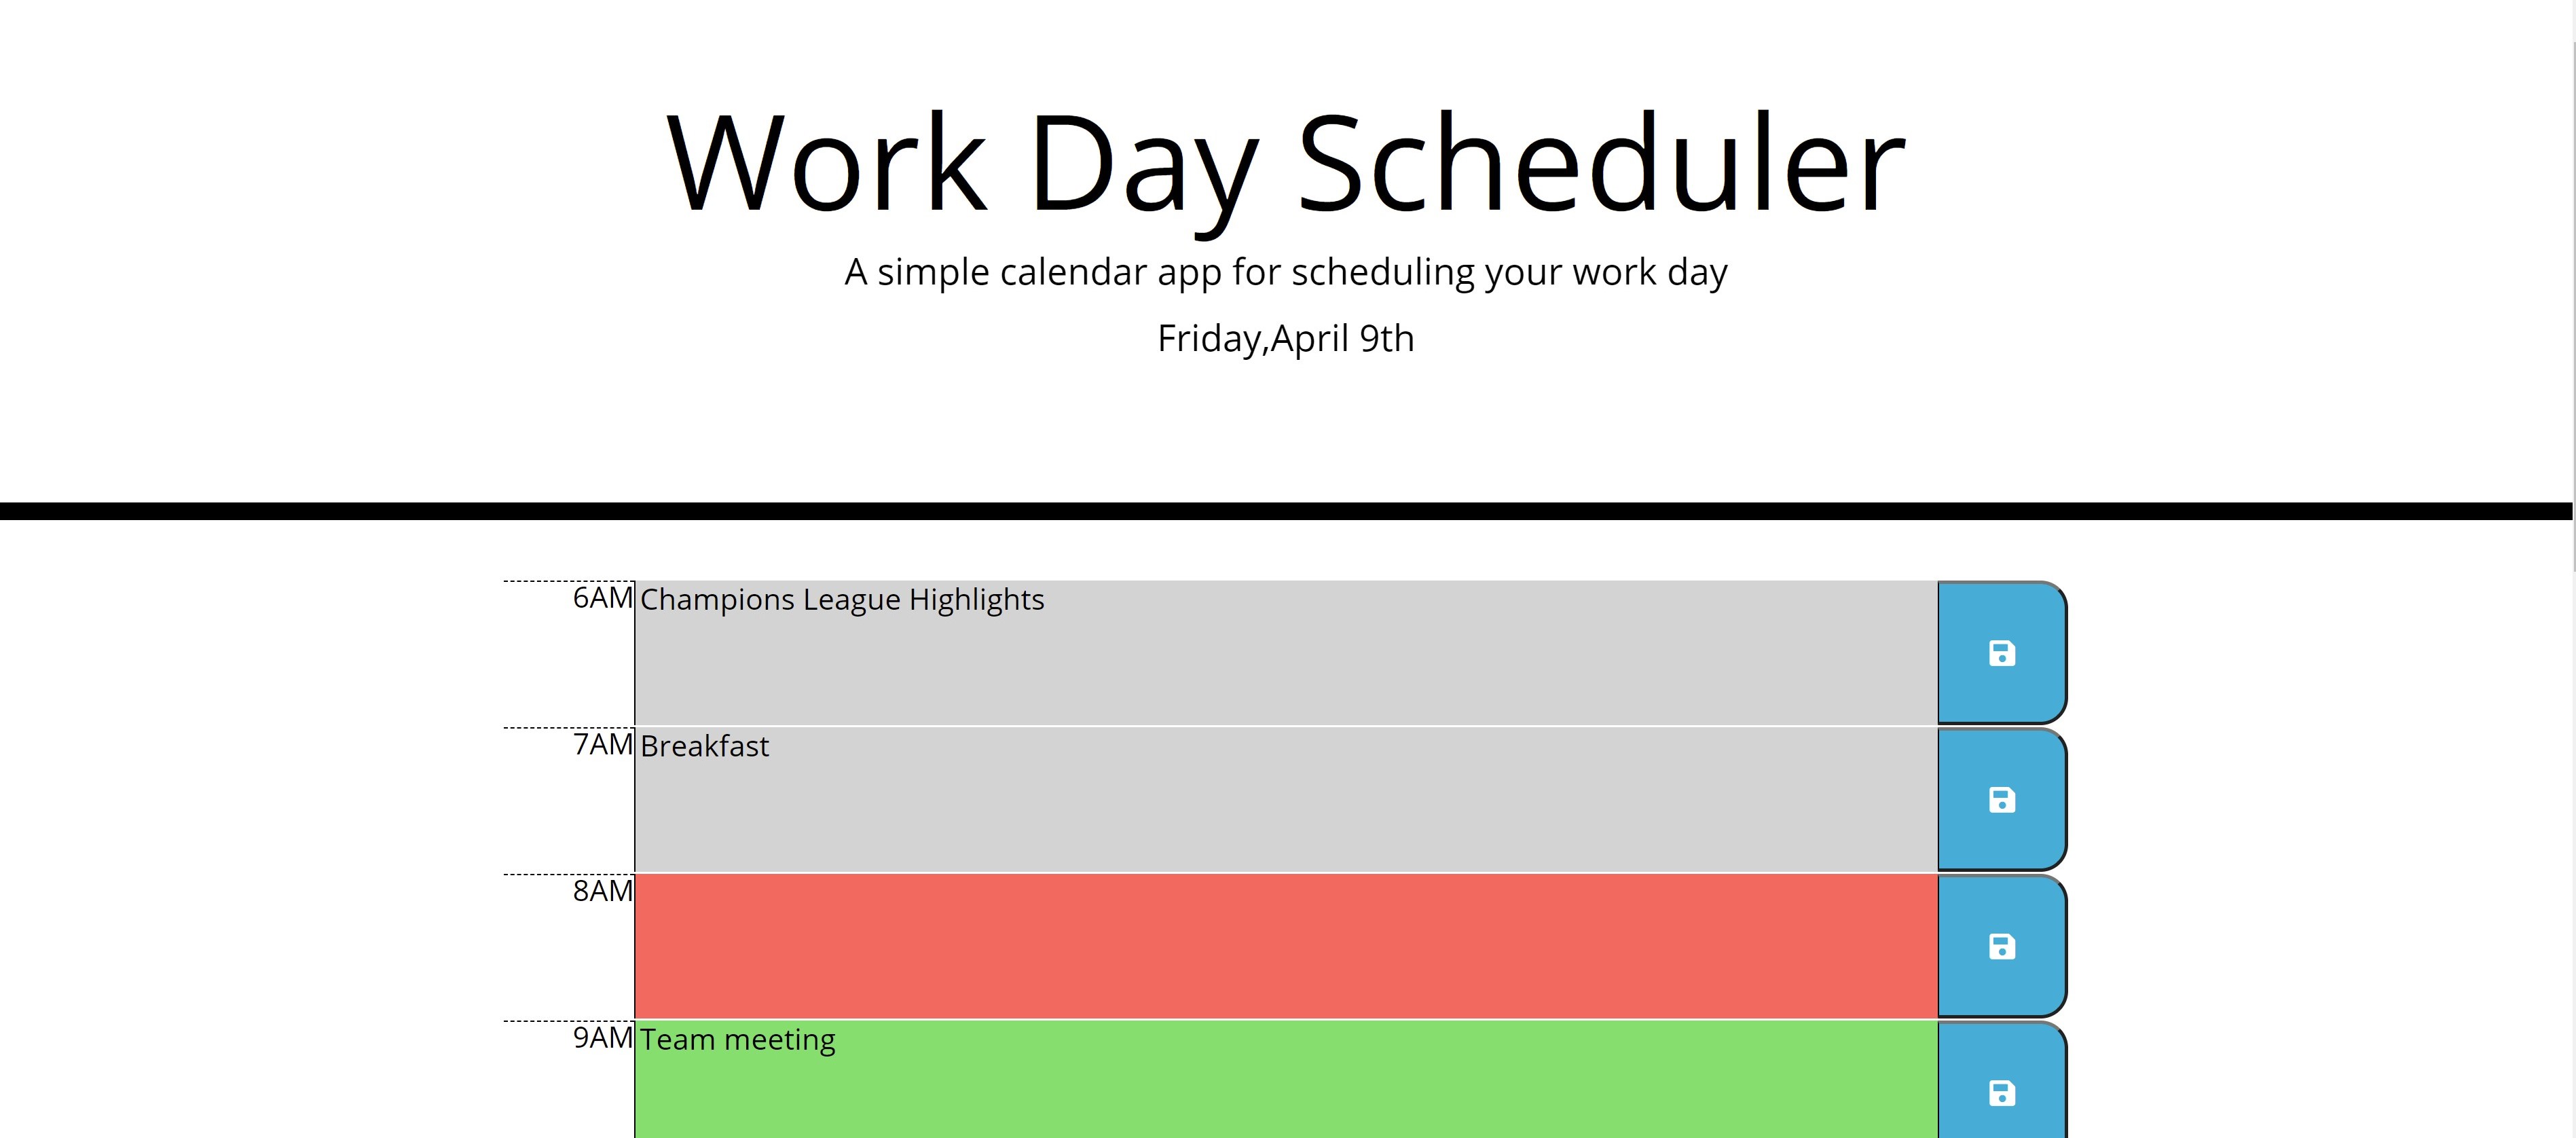 Work Day Scheduler
A simple calendar app for scheduling your work day
Friday,April 9th
6AM Champions League Highlights
7AM Breakfast
8AM
9AM Team meeting